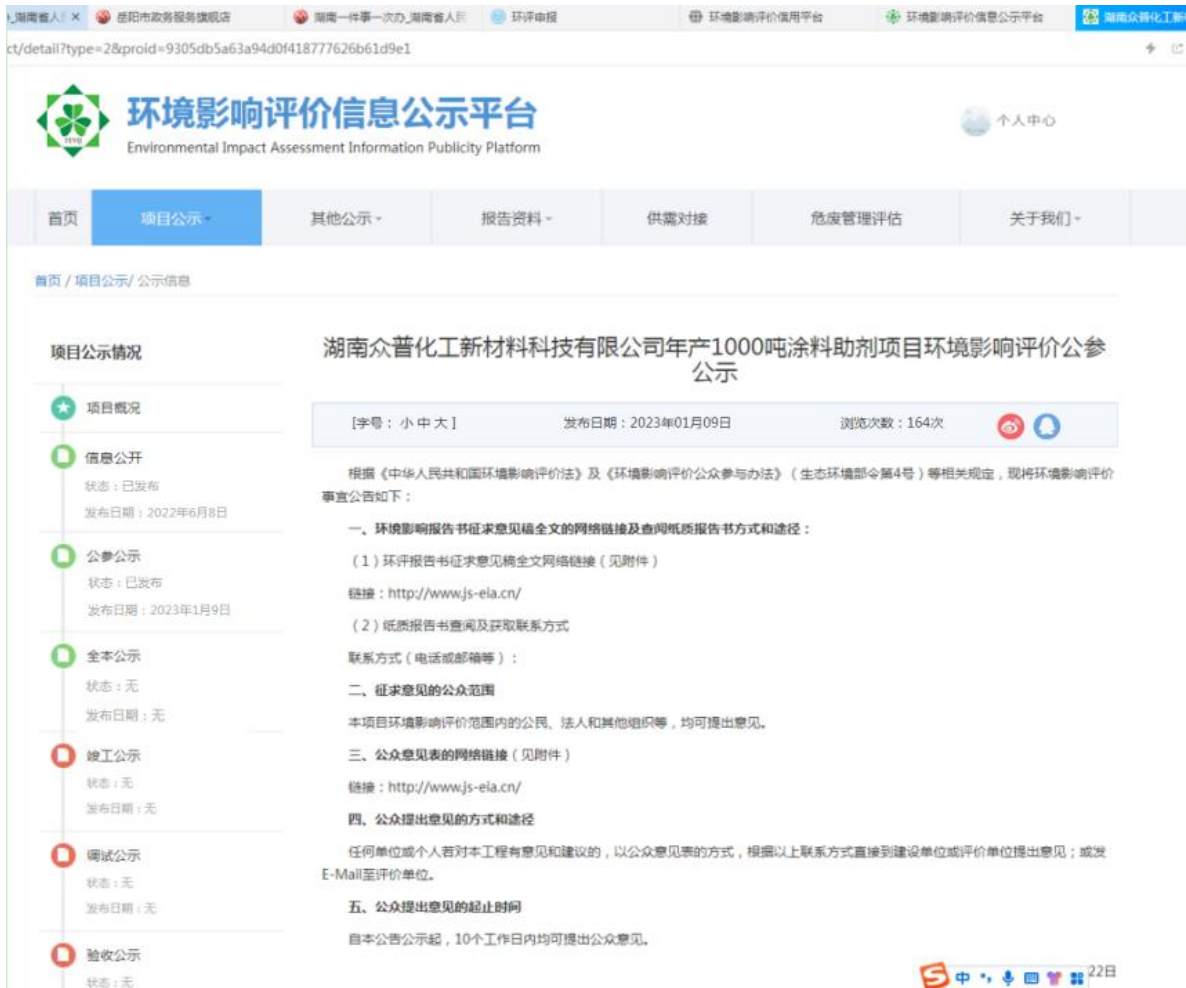 湖南省人
岳阳市政务服务旗舰店
湖南一件事一次办_湖南省人民
环评申报
环境影响评价信用平台
环境影响评价信息公示平台
湖南众普化工新材
ct/detail?type=2&proid=9305db5a63a94d0f418777626b61d9e1
环境影响评价信息公示平台
Environmental Impact Assessment Information Publicity Platform
个人中心
首页
项目公示
其他公示
报告资料
供需对接
危废管理评估
关于我们
首页 / 项目公示/ 公示信息
项目公示情况
项目概况
信息公开
状态：已发布
发布日期：2022年6月8日
公参公示
状态：已发布
发布日期：2023年1月9日
全本公示
状态：无
发布日期：无
竣工公示
状态：无
发布日期：无
调试公示
状态：无
发布日期：无
验收公示
状态：无
湖南众普化工新材料科技有限公司年产1000吨涂料助剂项目环境影响评价公参
公示
[字号：小 中 大]
发布日期：2023年01月09日
浏览次数：164次
根据《中华人民共和国环境影响评价法》及《环境影响评价公众参与办法》（生态环境部令第4号）等相关规定，现将环境影响评价
事宜公告如下：
一、环境影响报告书征求意见稿全文的网络链接及查阅纸质报告书方式和途径：
（1）环评报告书征求意见稿全文网络链接（见附件）
链接：http://www.js-eia.cn/
（2）纸质报告书查阅及获取联系方式
联系方式（电话或邮箱等）：
二、征求意见的公众范围
本项目环境影响评价范围内的公民、法人和其他组织等，均可提出意见。
三、公众意见表的网络链接（见附件）
链接：http://www.js-eia.cn/
四、公众提出意见的方式和途径
任何单位或个人若对本工程有意见和建议的，以公众意见表的方式，根据以上联系方式直接到建设单位或评价单位提出意见；或发
E-Mail至评价单位。
五、公众提出意见的起止时间
自本公告公示起，10个工作日内均可提出公众意见。
中
22日